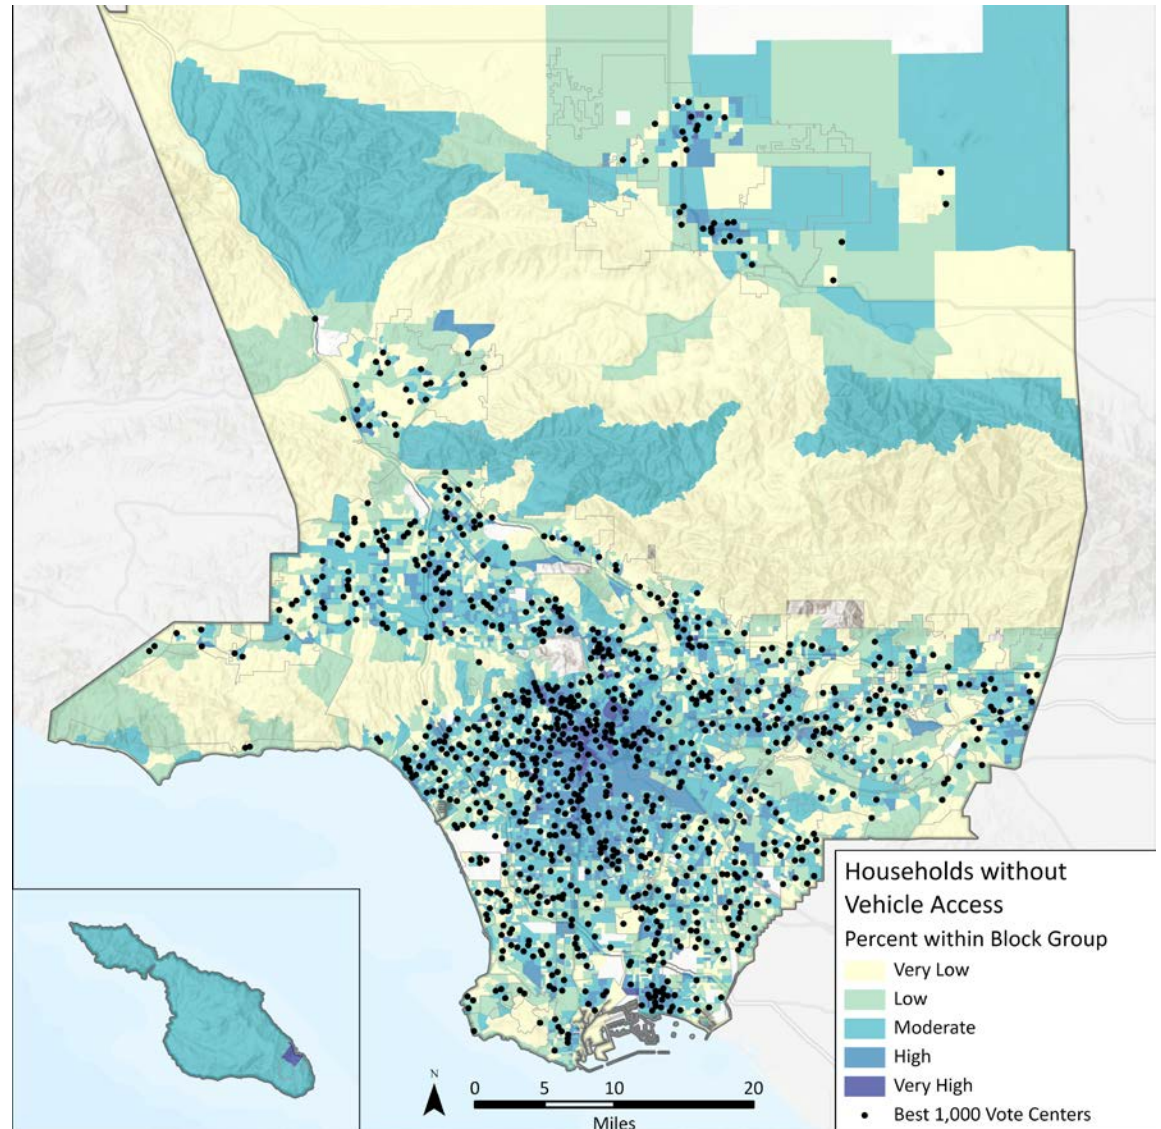 Households without
Vehicle Access
Percent within Block Group
Very Low
Low
Moderate
High
Very High
Best 1,000 Vote Centers
N
0 5 10 20
Miles